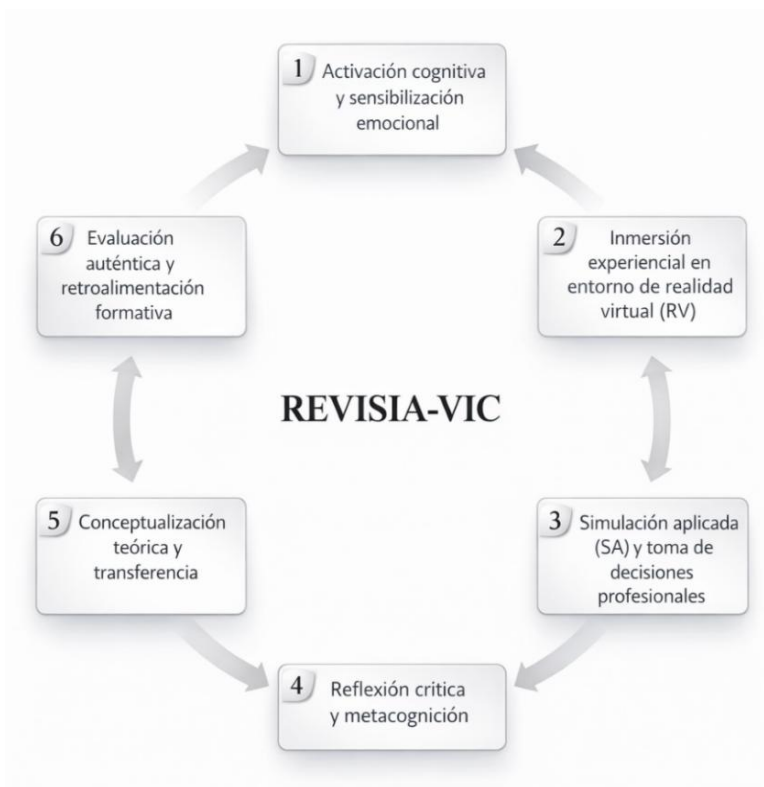 1 Activación cognitiva
y sensibilización
emocional
2 Inmersión
experiencial en
entorno de realidad
virtual (RV)
3 Simulación aplicada
(SA) y toma de
decisiones
profesionales
4 Reflexión critica
y metacognición
5 Conceptualización
teórica y
transferencia
6 Evaluación
auténtica y
retroalimentación
formativa
REVISIA-VIC